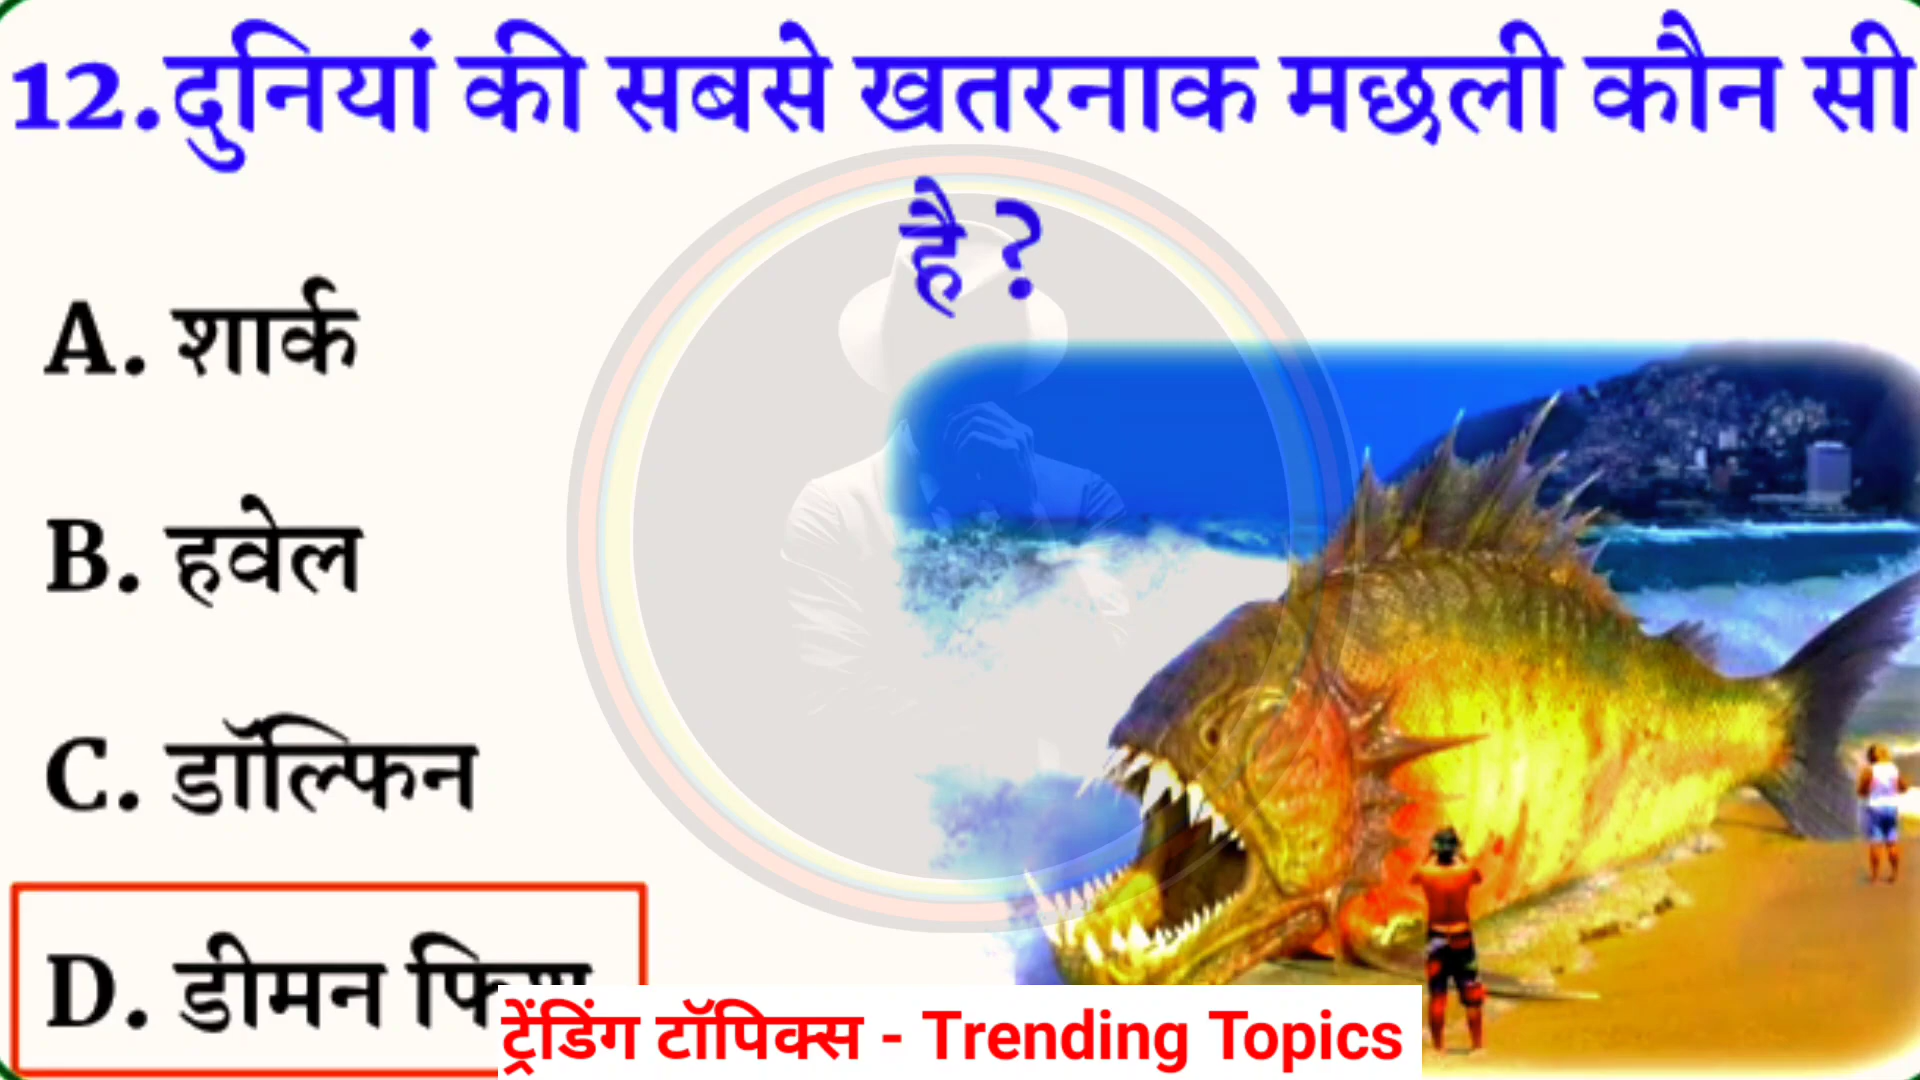 12.दुनियां की सबसे खतरनाक मछली कौन सी
है ?
A. शार्क
B. हवेल
C. डॉल्फिन
D. डीमन
ट्रेंडिंग टॉपिक्स - Trending Topics